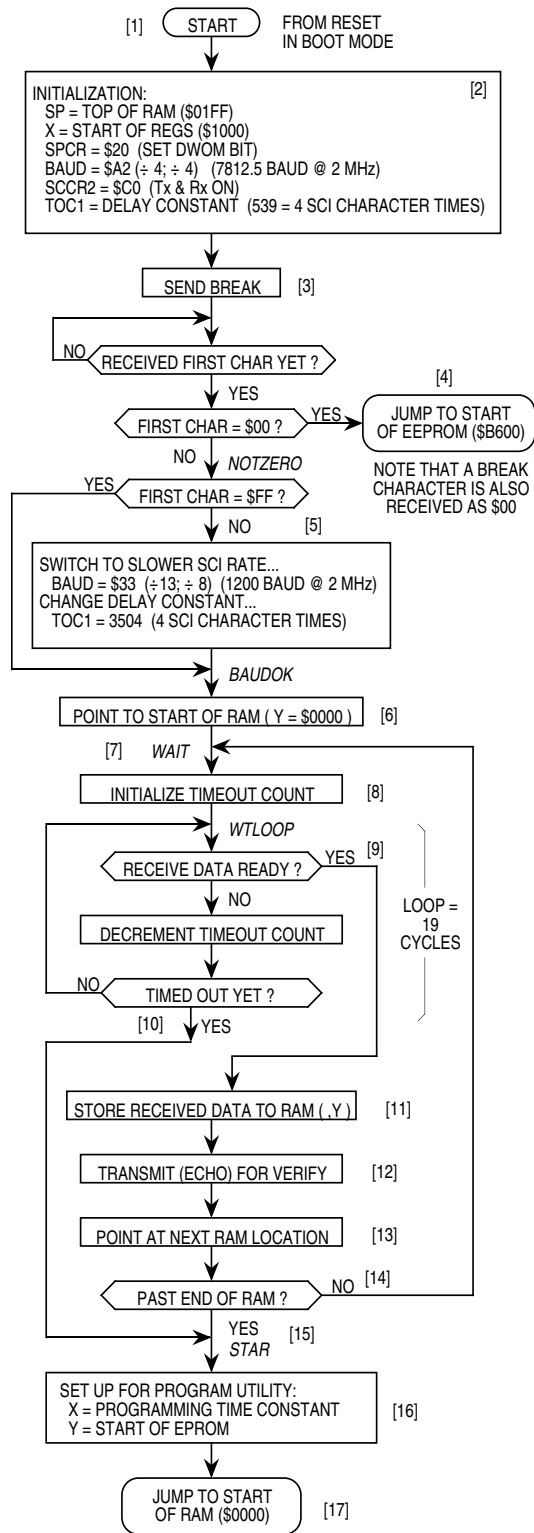 [1]
START
FROM RESET
IN BOOT MODE
INITIALIZATION:
[2]
SP = TOP OF RAM ($01FF)
X = START OF REGS ($1000)
SPCR = $20 (SET DWOM BIT)
BAUD = $A2 (÷ 4; ÷ 4) (7812.5 BAUD @ 2 MHz)
SCCR2 = $C0 (Tx & Rx ON)
TOC1 = DELAY CONSTANT (539 = 4 SCI CHARACTER TIMES)
SEND BREAK
[3]
NO
RECEIVED FIRST CHAR YET ?
YES
[4]
FIRST CHAR = $00 ?
YES
JUMP TO START
OF EEPROM ($B600)
NO
NOTZERO
NOTE THAT A BREAK
CHARACTER IS ALSO
RECEIVED AS $00
YES
FIRST CHAR = $FF ?
NO
[5]
SWITCH TO SLOWER SCI RATE...
BAUD = $33 (÷13; ÷ 8) (1200 BAUD @ 2 MHz)
CHANGE DELAY CONSTANT...
TOC1 = 3504 (4 SCI CHARACTER TIMES)
BAUDOK
POINT TO START OF RAM ( Y = $0000 )
[6]
[7]
WAIT
INITIALIZE TIMEOUT COUNT
[8]
WTLOOP
RECEIVE DATA READY ?
YES
[9]
NO
DECREMENT TIMEOUT COUNT
LOOP =
19
CYCLES
NO
TIMED OUT YET ?
[10]
YES
STORE RECEIVED DATA TO RAM ( ,Y )
[11]
TRANSMIT (ECHO) FOR VERIFY
[12]
POINT AT NEXT RAM LOCATION
[13]
PAST END OF RAM ?
NO
[14]
YES
[15]
STAR
SET UP FOR PROGRAM UTILITY:
X = PROGRAMMING TIME CONSTANT
Y = START OF EPROM
[16]
JUMP TO START
OF RAM ($0000)
[17]